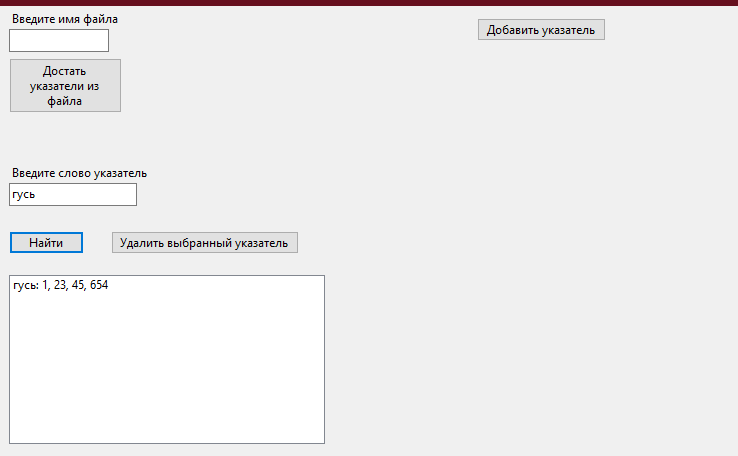 Введите имя файла
Добавить указатель
Достать
указатели из
файла
Введите слово указатель
гусь
Найти
Удалить выбранный указатель
гусь: 1, 23, 45, 654